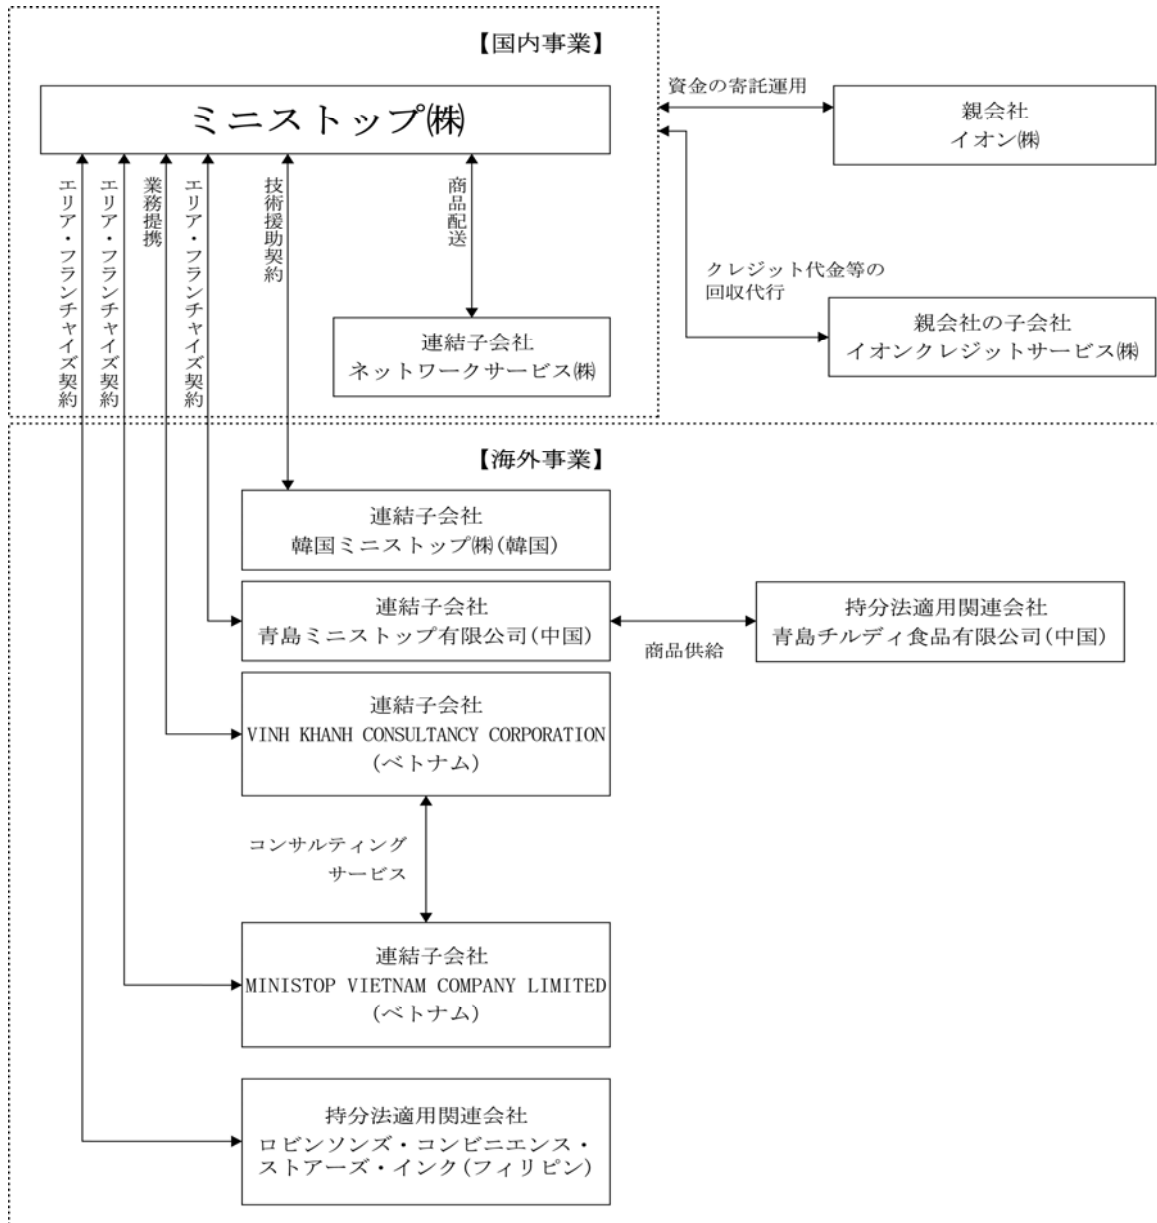 【国内事業】
ミニストップ㈱
資金の寄託運用
親会社
イオン㈱
エリア・フランチャイズ契約
エリア・フランチャイズ契約
業務提携
エリア・フランチャイズ契約
技術援助契約
商品配送
クレジット代金等の
回収代行
親会社の子会社
イオンクレジットサービス㈱
連結子会社
ネットワークサービス㈱
【海外事業】
連結子会社
韓国ミニストップ㈱(韓国)
連結子会社
青島ミニストップ有限公司(中国)
商品供給
持分法適用関連会社
青島チルディ食品有限公司(中国)
連結子会社
VINH KHANH CONSULTANCY CORPORATION
(ベトナム)
コンサルティング
サービス
連結子会社
MINISTOP VIETNAM COMPANY LIMITED
(ベトナム)
持分法適用関連会社
ロビンソンズ・コンビニエンス・
ストアーズ・インク(フィリピン)